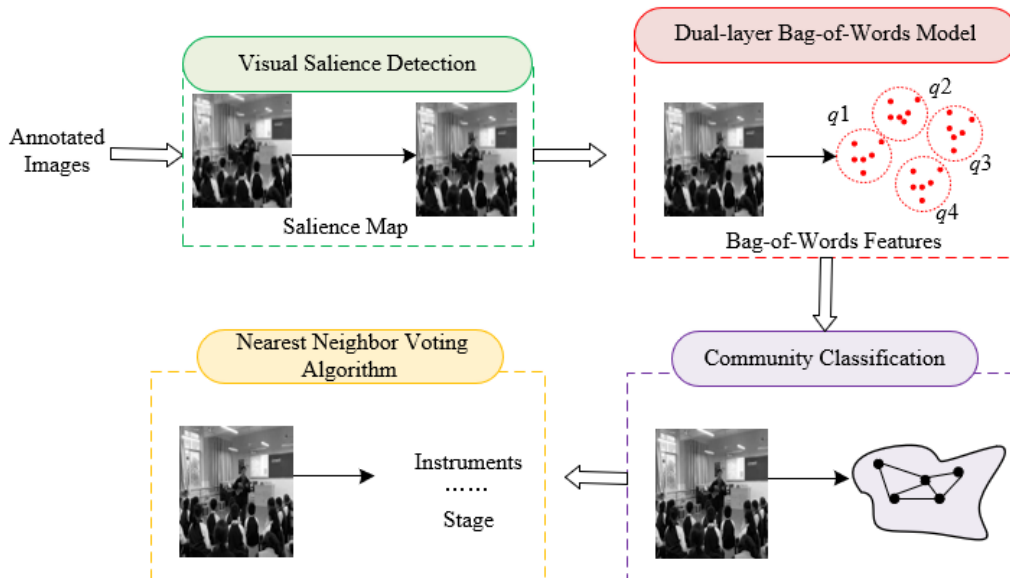 Visual Salience Detection
Annotated
Images
Salience Map
Dual-layer Bag-of-Words Model
q1
q2
q3
q4
Bag-of-Words Features
Community Classification
Nearest Neighbor Voting
Algorithm
Instruments
……
Stage